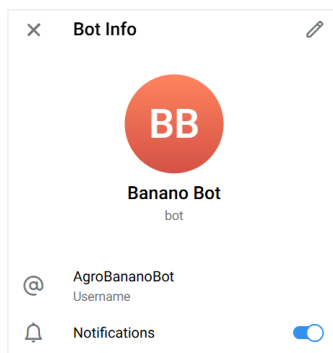 Bot Info
BB
Banano Bot
bot
@
AgroBananoBot
Username
Notifications